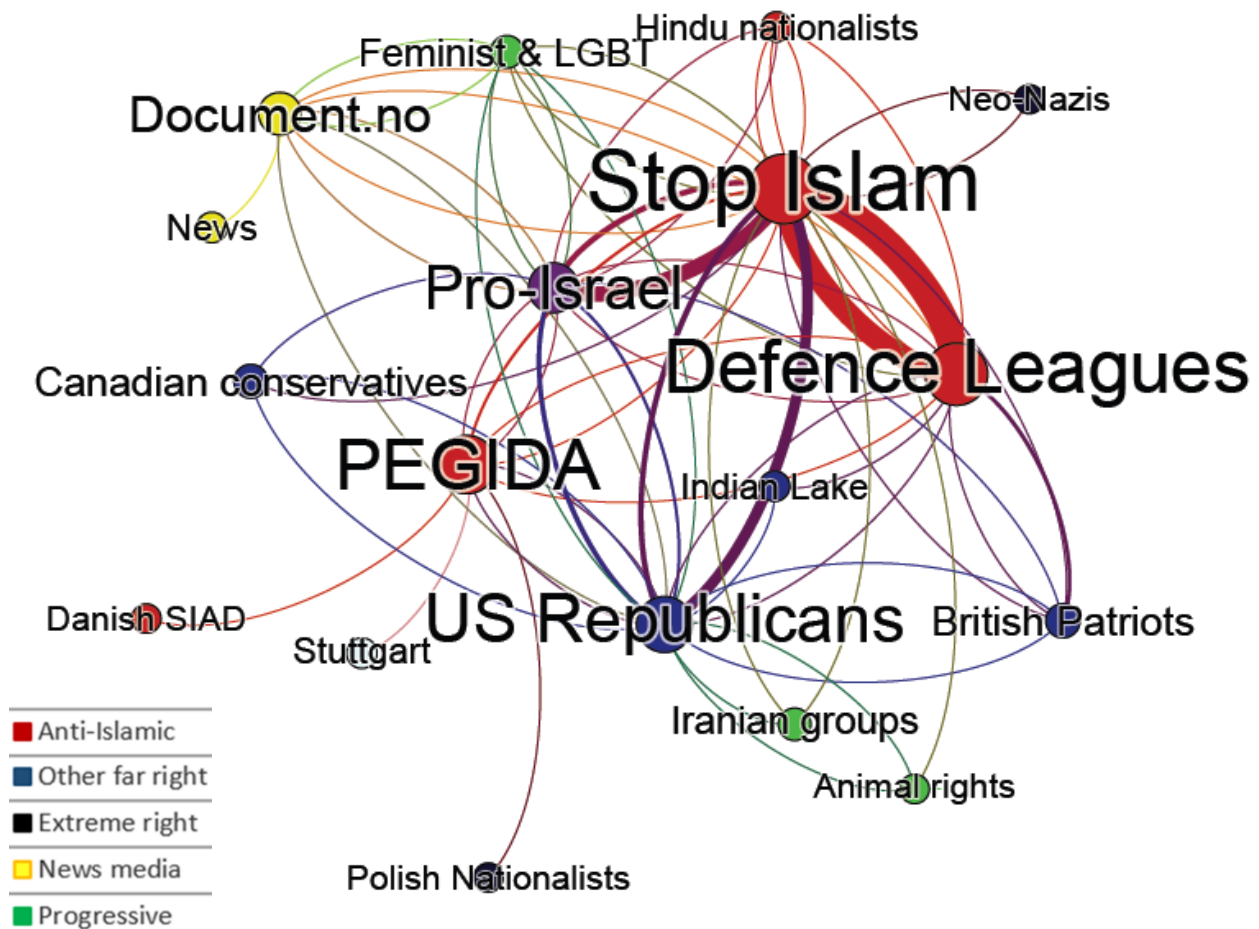 Hindu nationalists
Feminist & LGBT
Neo-Nazis
Document.no
Stop Islam
News
Pro-Israel
Defence Leagues
Canadian conservatives
PEGIDA
Indian Lake
Danish SIAD
US Republicans
British Patriots
Stuttgart
Iranian groups
Anti-Islamic
Other far right
Animal rights
Extreme right
News media
Polish Nationalists
Progressive